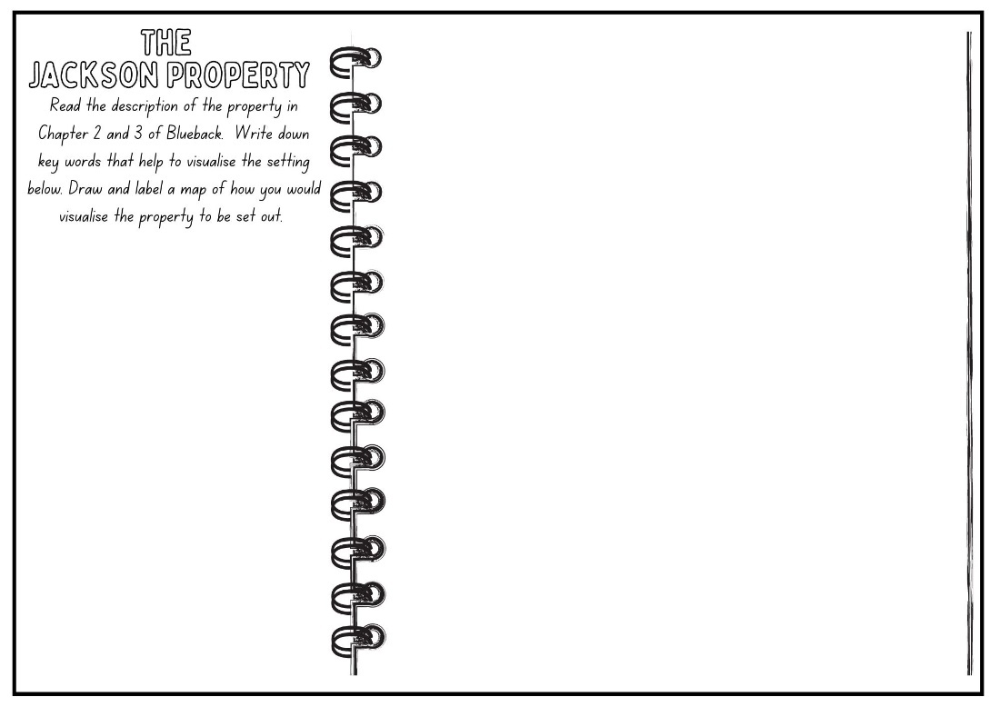 THE
JACKSON PROPERTY
Read the description of the property in
Chapter 2 and 3 of Blueback. Write down
key words that help to visualise the setting
below. Draw and label a map of how you would
visualise the property to be set out.